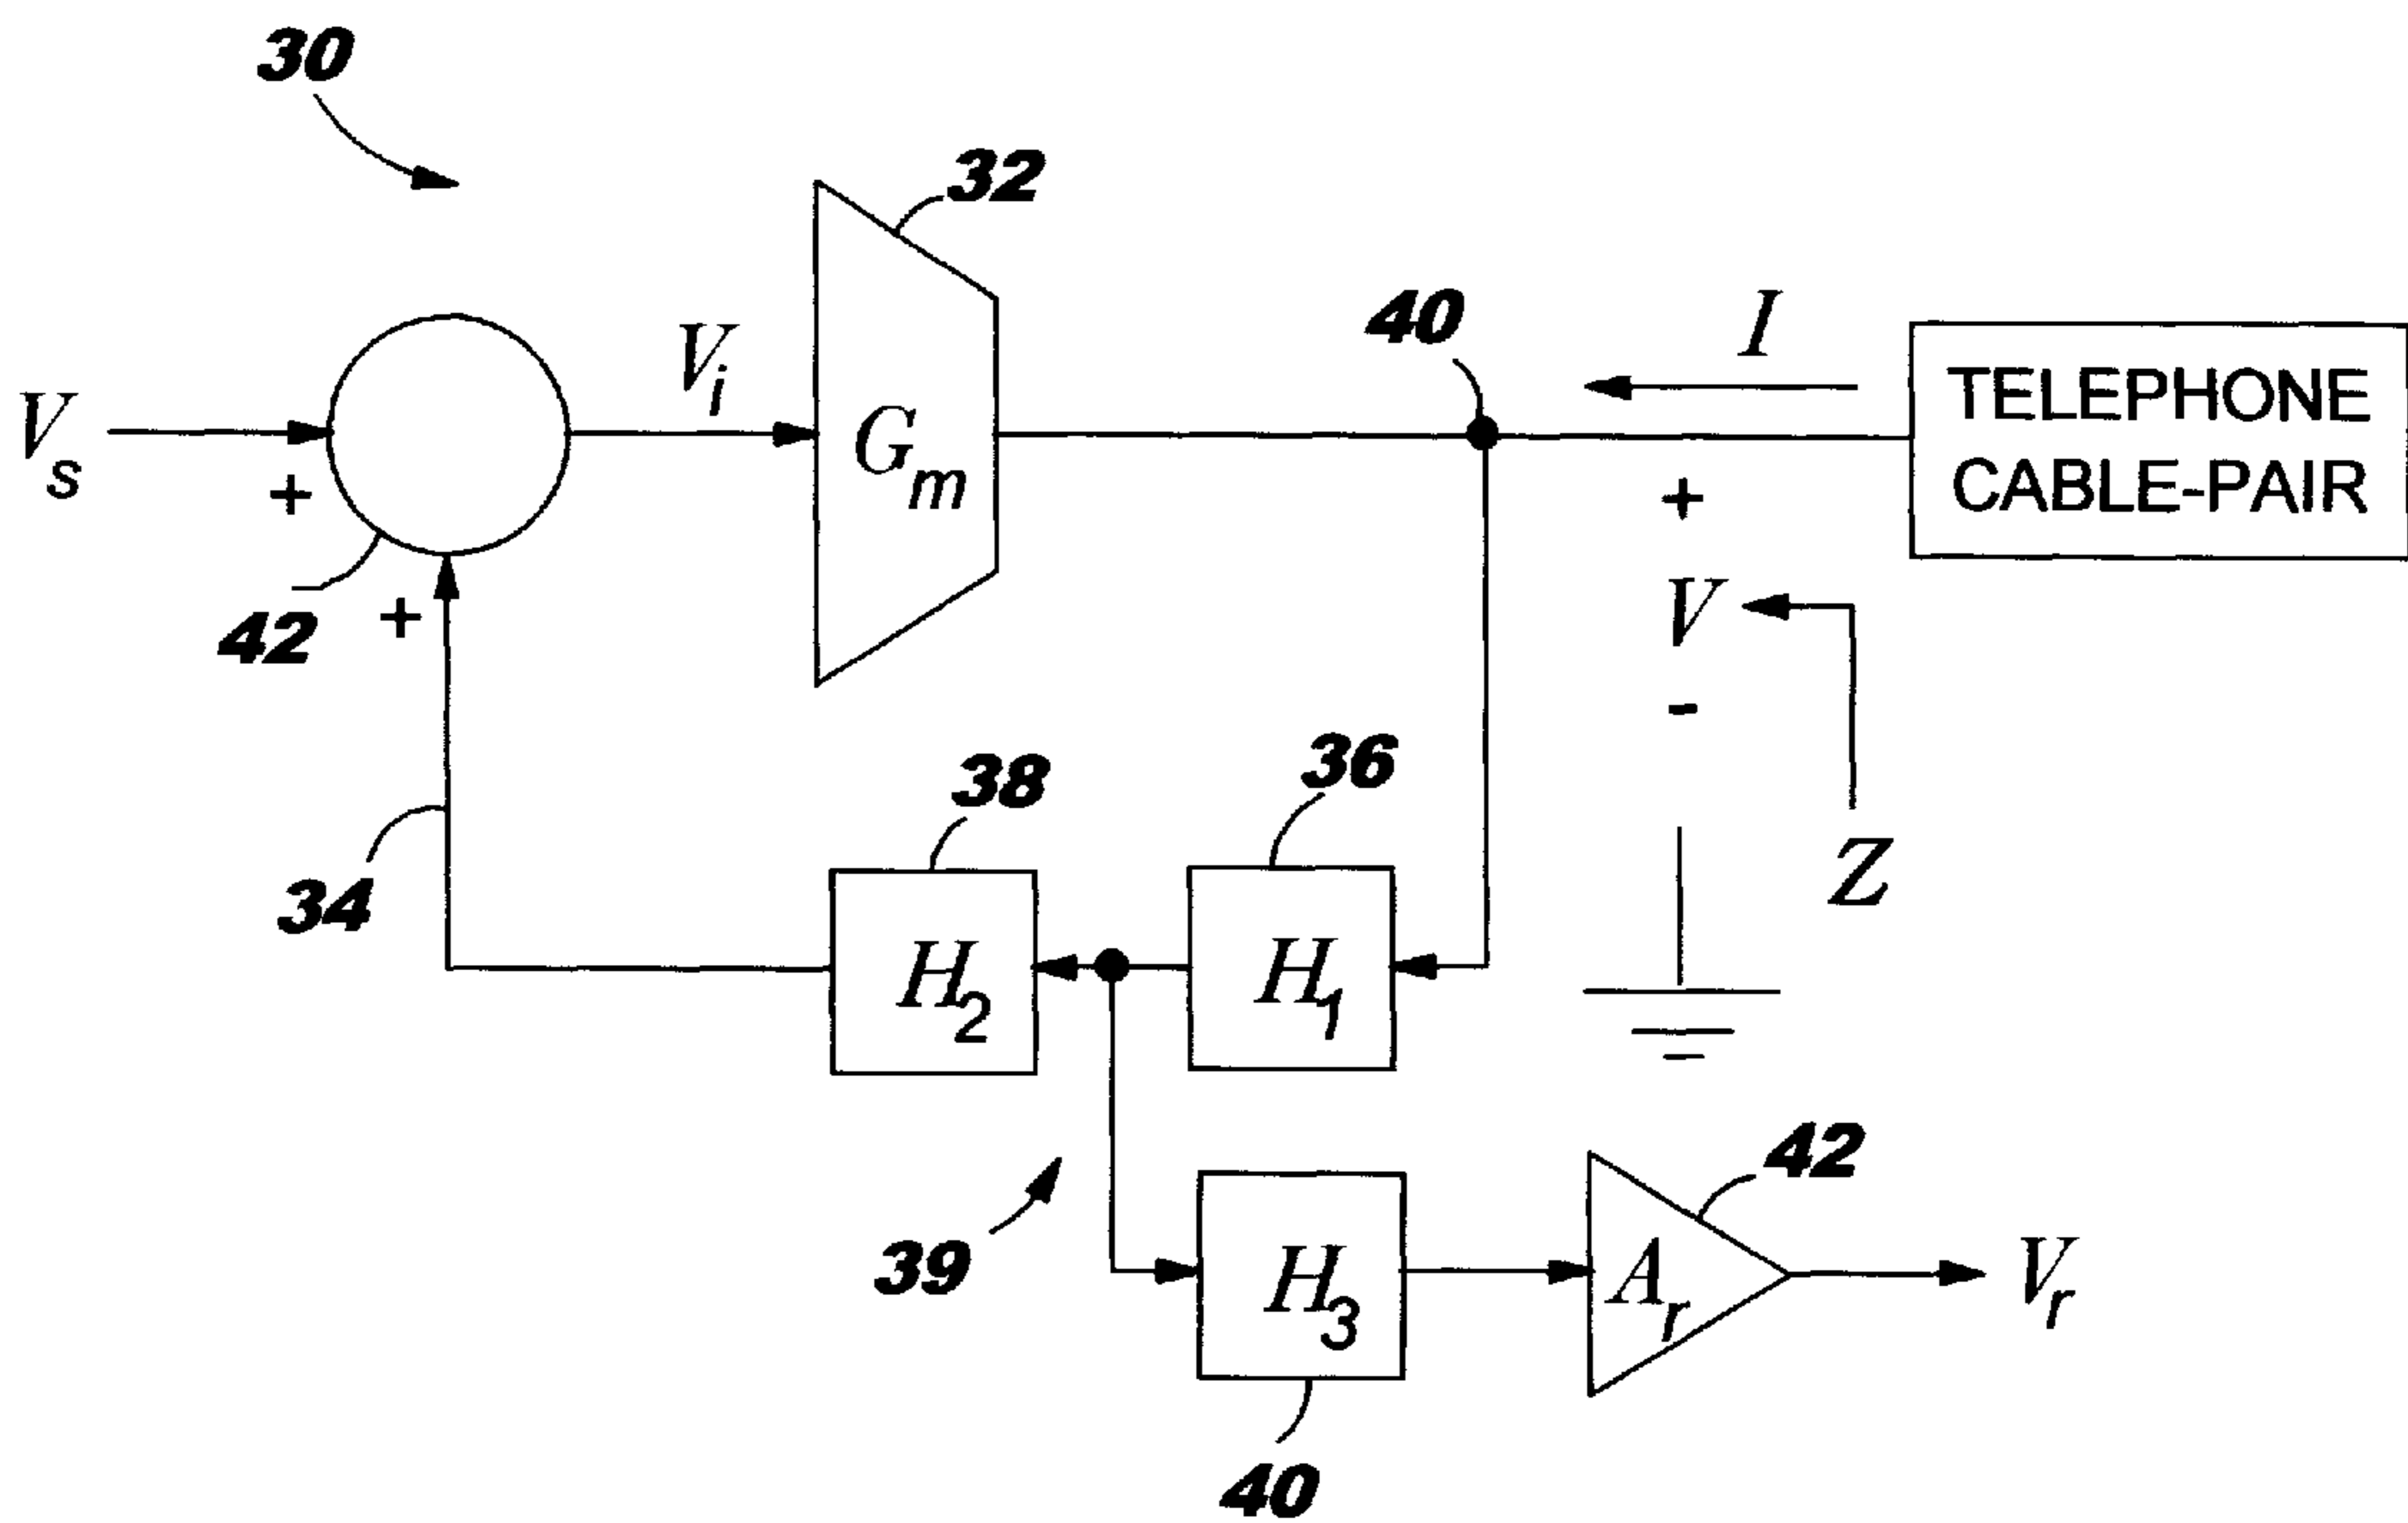 30
32
40
I
TELEPHONE
CABLE-PAIR
Vs
+
Vi
Gm
+
42
+
V
-
Z
34
38
36
H2
H1
39
H3
40
42
Ar
Vr